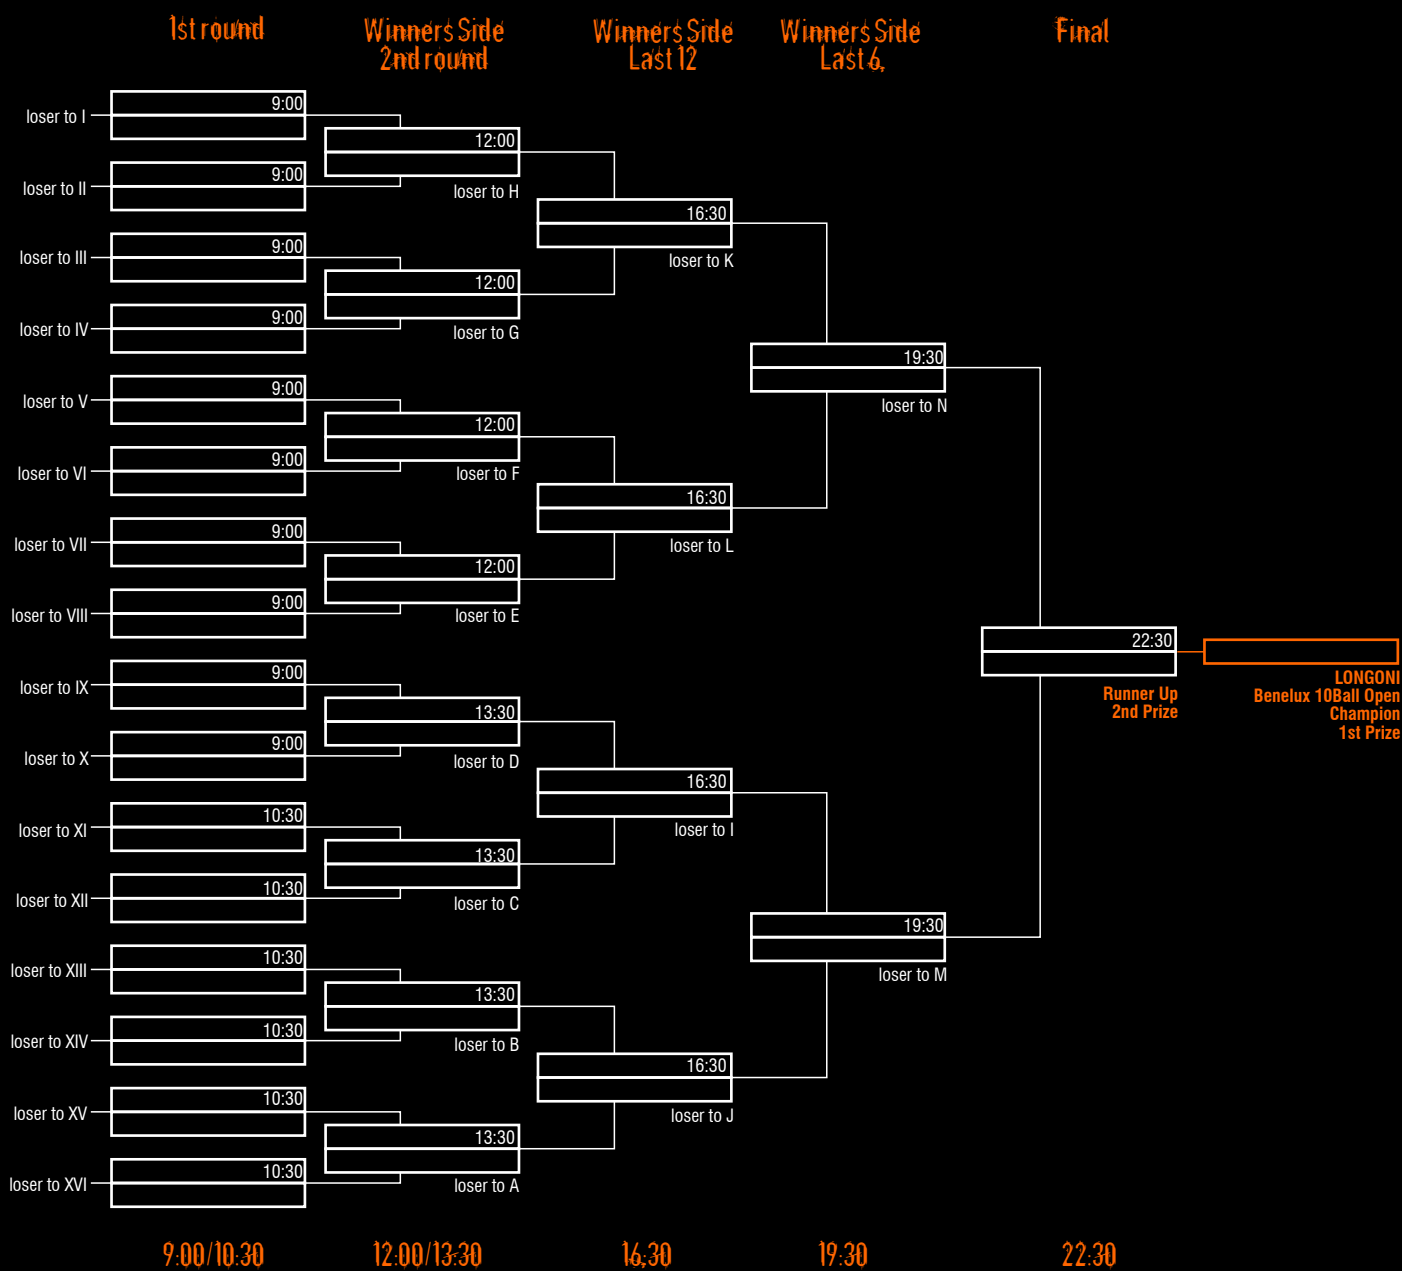 1st round
Winners Side
2nd round
Winners Side
Last 12
Winners Side
Last 6
Final
loser to I
9:00
loser to II
9:00
loser to III
9:00
loser to IV
9:00
loser to V
9:00
loser to VI
9:00
loser to VII
9:00
loser to VIII
9:00
loser to IX
9:00
loser to X
9:00
loser to XI
10:30
loser to XII
10:30
loser to XIII
10:30
loser to XIV
10:30
loser to XV
10:30
loser to XVI
10:30
12:00
loser to H
12:00
loser to G
12:00
loser to F
12:00
loser to E
13:30
loser to D
13:30
loser to C
13:30
loser to B
13:30
loser to A
16:30
loser to K
16:30
loser to L
16:30
loser to I
16:30
loser to J
19:30
loser to N
19:30
loser to M
22:30
Runner Up
2nd Prize
LONGONI
Benelux 10Ball Open
Champion
1st Prize
9:00/10:30
12:00/13:30
16:30
19:30
22:30